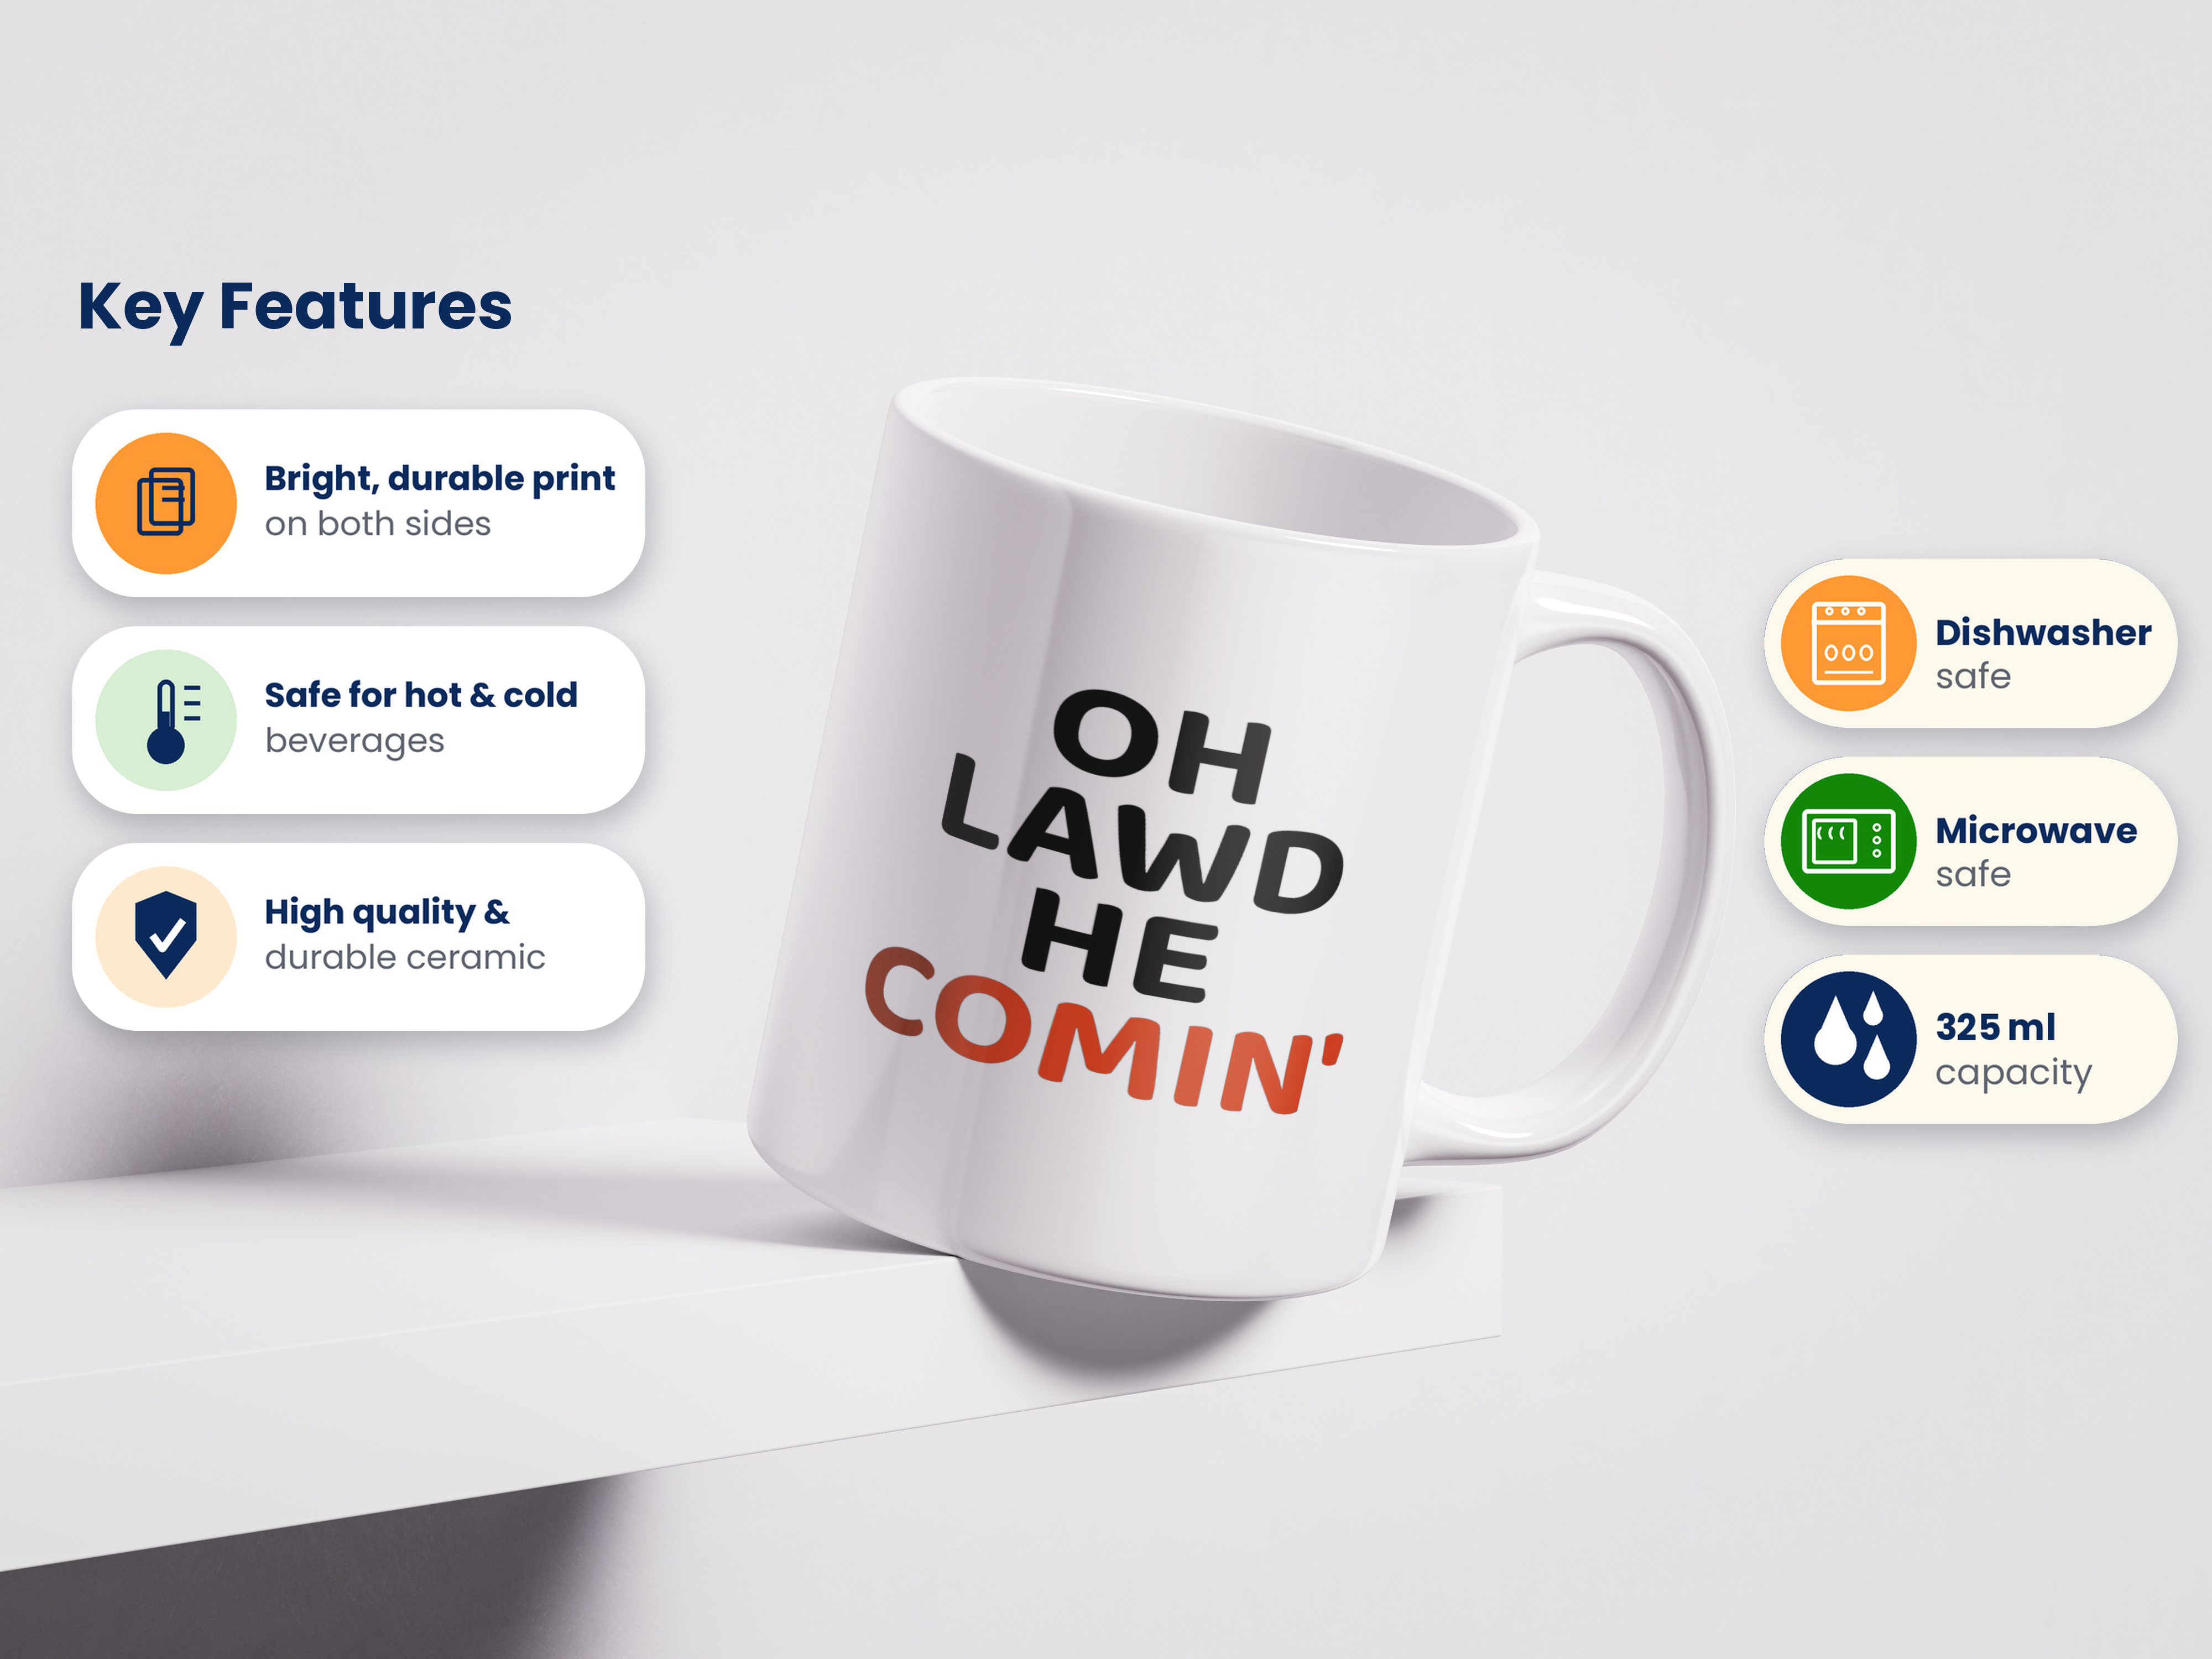 Key Features
Bright, durable print
on both sides
Safe for hot & cold
beverages
High quality &
durable ceramic
OH
LAWD
HE
COMIN'
Dishwasher
safe
Microwave
safe
325 ml
capacity